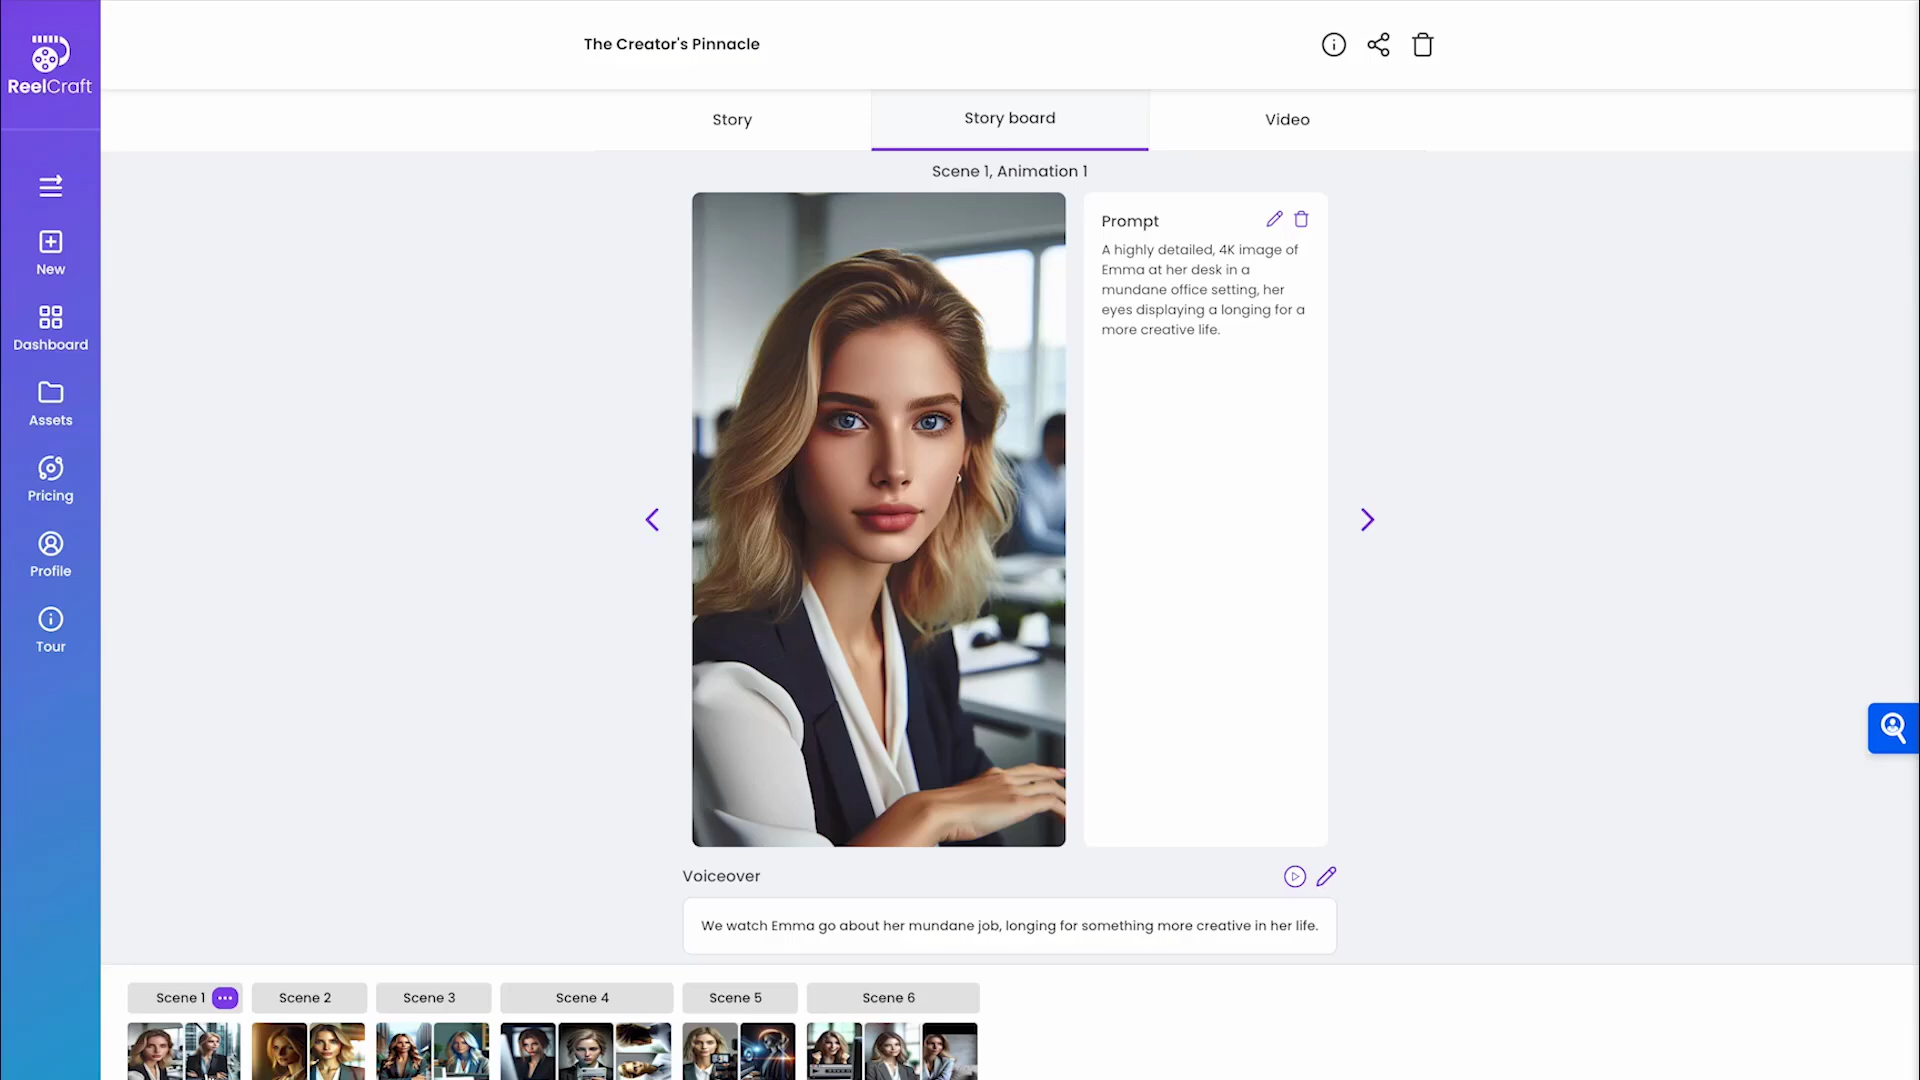 ReelCraft
The Creator's Pinnacle
Story
Story board
Video
New
Dashboard
Assets
Pricing
Profile
Tour
Scene 1, Animation 1
Prompt
A highly detailed, 4K image of
Emma at her desk in a
mundane office setting, her
eyes displaying a longing for a
more creative life.
Voiceover
We watch Emma go about her mundane job, longing for something more creative in her life.
Scene 1
Scene 2
Scene 3
Scene 4
Scene 5
Scene 6